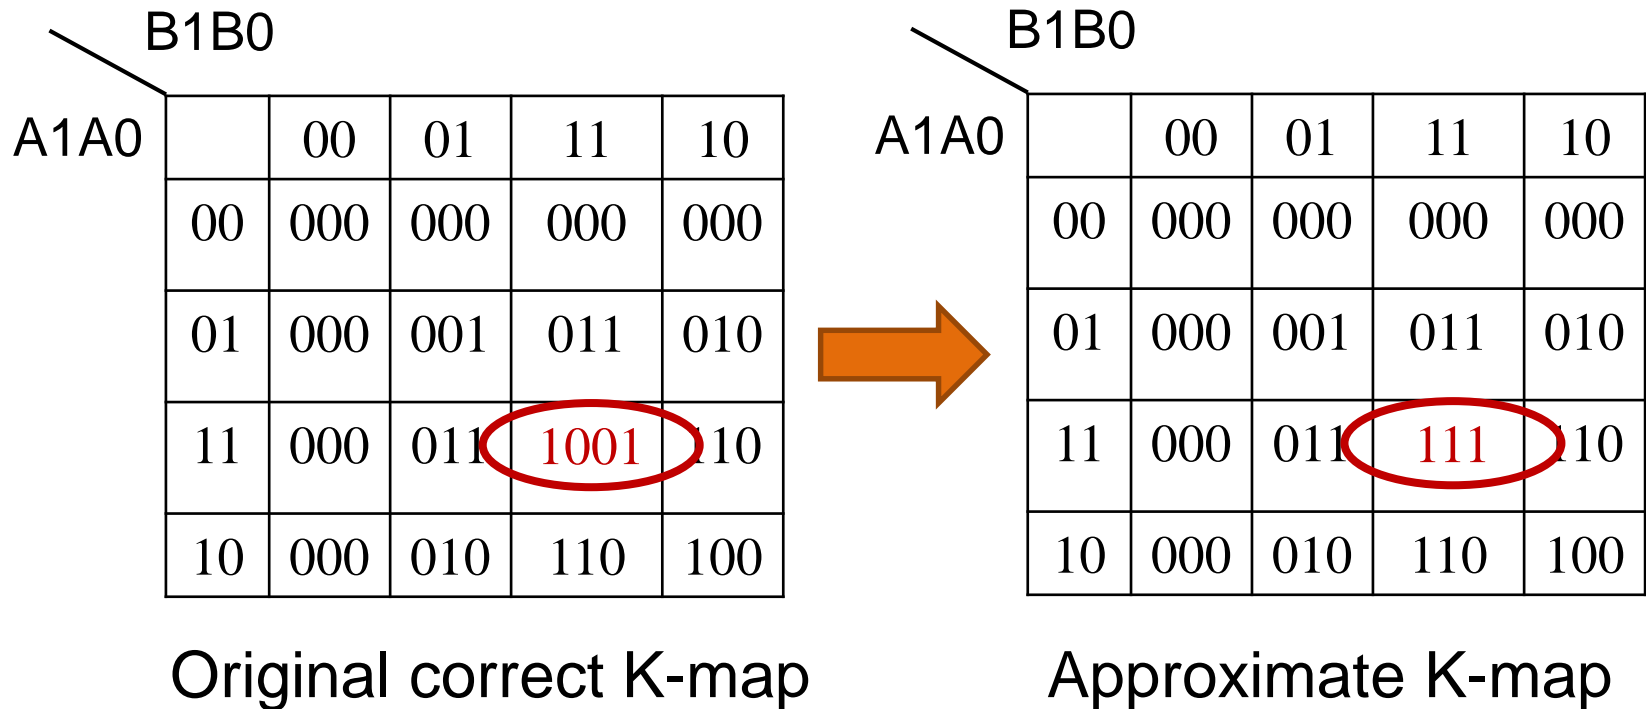 B1B0
A1A0 00 01 11 10
00 000 000 000 000
01 000 001 011 010
11 000 011 1001 110
10 000 010 110 100
Original correct K-map
B1B0
A1A0 00 01 11 10
00 000 000 000 000
01 000 001 011 010
11 000 011 111 110
10 000 010 110 100
Approximate K-map